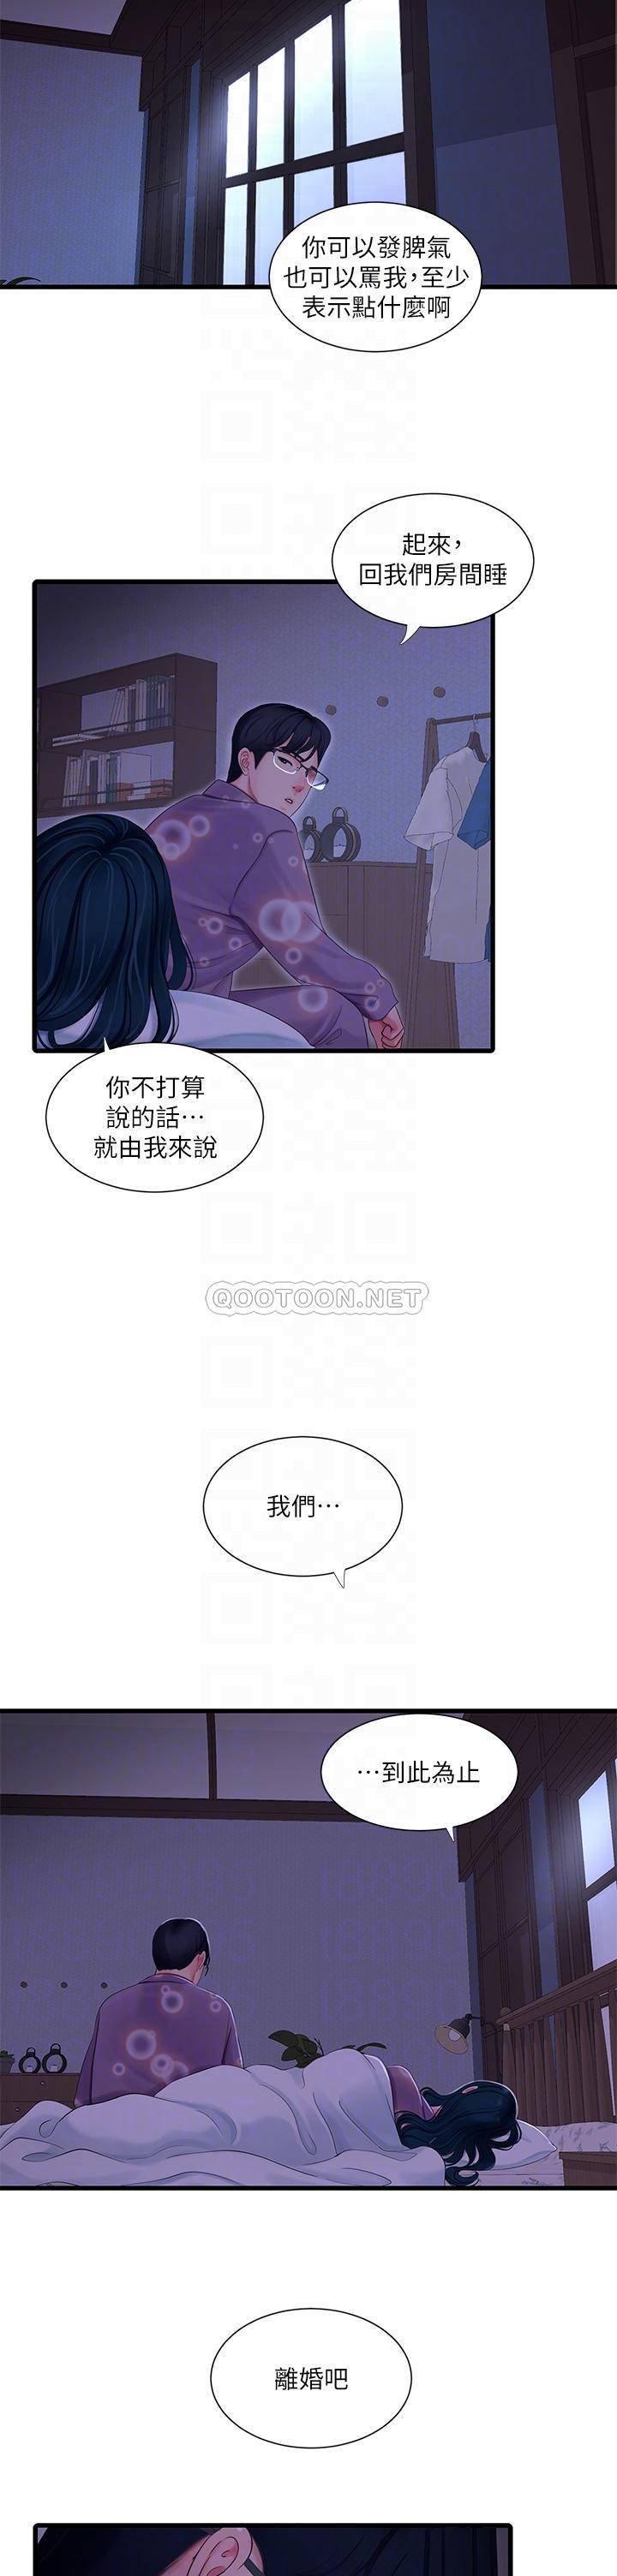 你可以發脾氣
也可以罵我，至少
表示點什麼啊
起來，
回我們房間睡
你不打算
說的話…
就由我來說
QOOTOON.NET
我們…
…到此為止
離婚吧